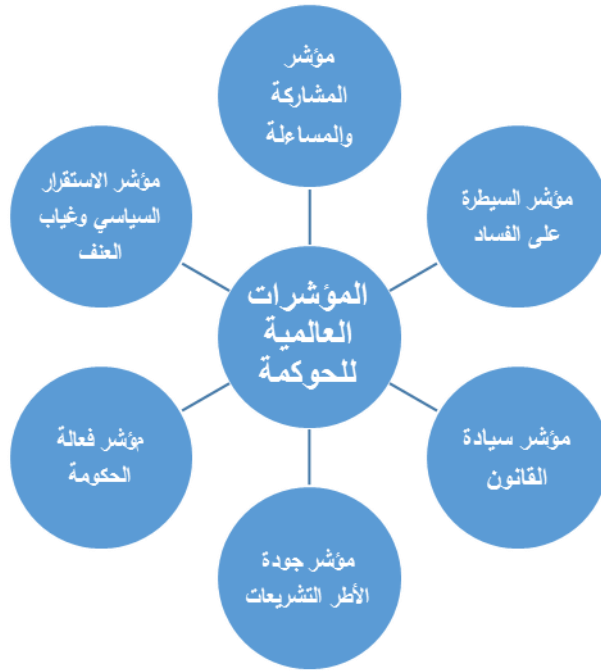 مؤشر
المشاركة
والمساءلة
مؤشر السيطرة
على الفساد
مؤشر سيادة
القانون
مؤشر جودة
الأطر التشريعات
مؤشر فعالة
الحكومة
مؤشر الاستقرار
السياسي وغياب
العنف
المؤشرات
العالمية
للحوكمة